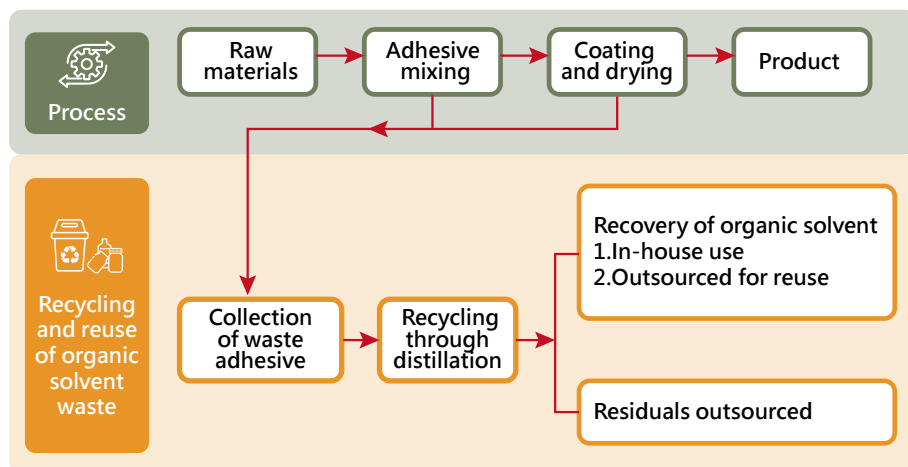 Process
Raw
materials
Adhesive
mixing
Coating
and drying
Product
Recycling
and reuse
of organic
solvent
waste
Collection
of waste
adhesive
Recycling
through
distillation
Recovery of organic solvent
1.In-house use
2.Outsourced for reuse
Residuals outsourced